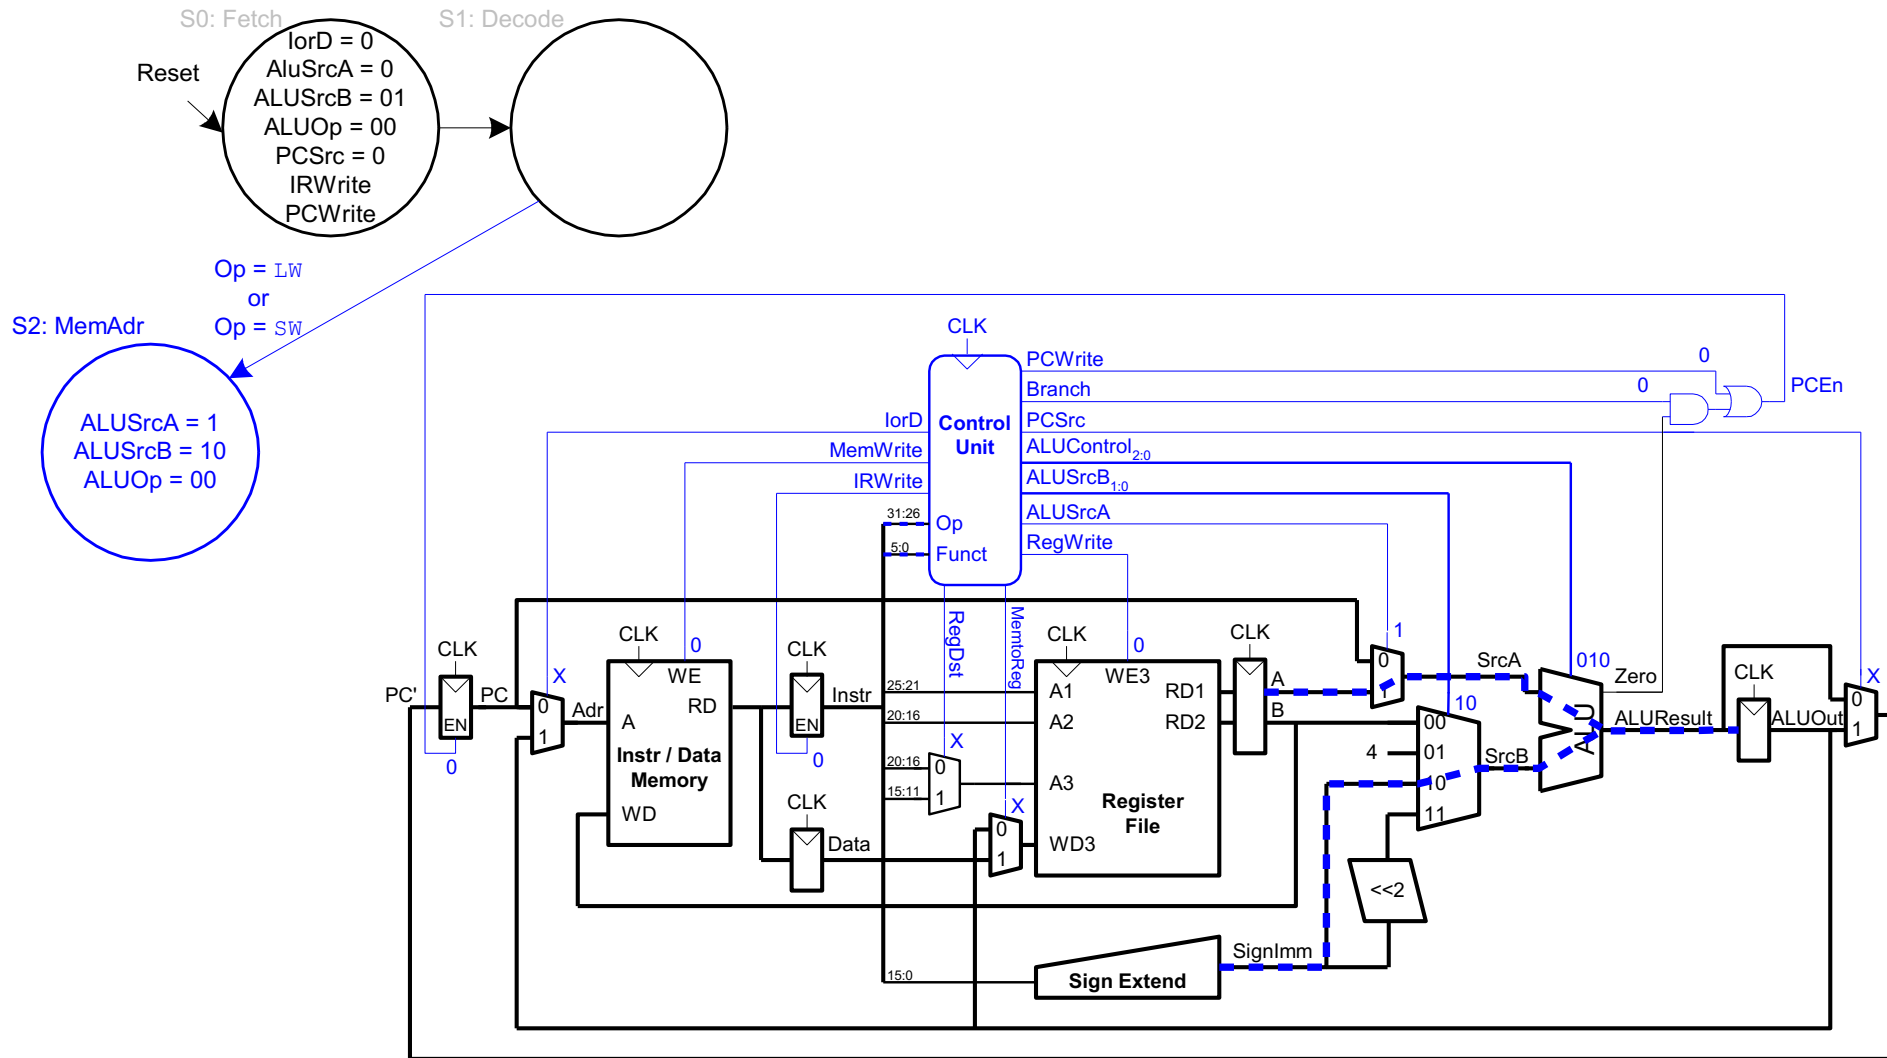 S0: Fetch
S1: Decode
Reset
IorD = 0
AluSrcA = 0
ALUSrcB = 01
ALUOp = 00
PCSrc = 0
IRWrite
PCWrite
Op = LW
or
Op = SW
S2: MemAdr
ALUSrcA = 1
ALUSrcB = 10
ALUOp = 00
CLK
PCWrite
0
Branch
0
PCEn
IorD
Control
Unit
PCSrc
MemWrite
ALUControl2:0
IRWrite
ALUSrcB1:0
31:26
Op
ALUSrcA
5:0
Funct
RegWrite
RegDst
MemtoReg
CLK
CLK
CLK
CLK
CLK
CLK
PC'
PC
EN
0
X
0
1
Adr
0
WE
A
RD
Instr / Data
Memory
WD
Instr
EN
0
CLK
Data
25:21
20:16
20:16
15:11
15:0
X
0
1
X
0
1
0
WE3
A1
A2
A3
WD3
RD1
RD2
Register
File
A
B
1
0
1
SrcA
10
00
4
01
10
11
SrcB
<<2
SignImm
Sign Extend
010
ALU
Zero
ALUResult
ALUOut
X
0
1